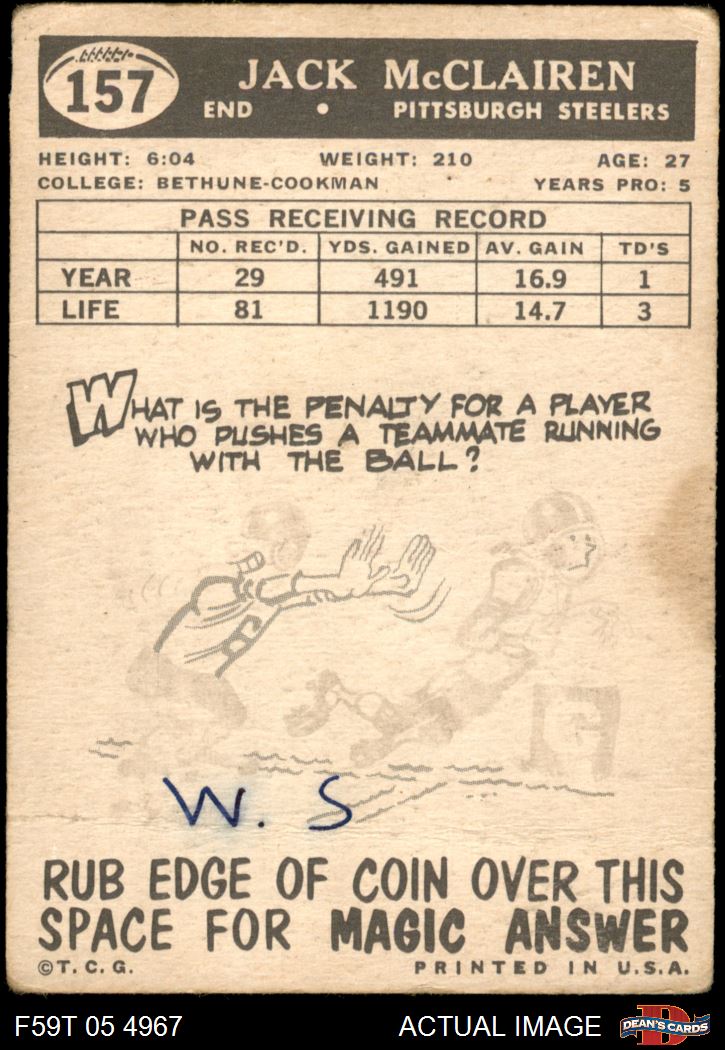 157
JACK McCLAIREN
END • PITTSBURGH STEELERS
HEIGHT: 6:04 WEIGHT: 210 AGE: 27
COLLEGE: BETHUNE-COOKMAN YEARS PRO: 5
PASS RECEIVING RECORD
NO. REC'D. YDS. GAINED AV. GAIN TD'S
YEAR 29 491 16.9 1
LIFE 81 1190 14.7 3
WHAT IS THE PENALTY FOR A PLAYER
WHO PUSHES A TEAMMATE RUNNING
WITH THE BALL?
W. S
RUB EDGE OF COIN OVER THIS
SPACE FOR MAGIC ANSWER
©T.C.G. PRINTED IN U.S.A.
F59T 05 4967 ACTUAL IMAGE DEAN'S CARDS